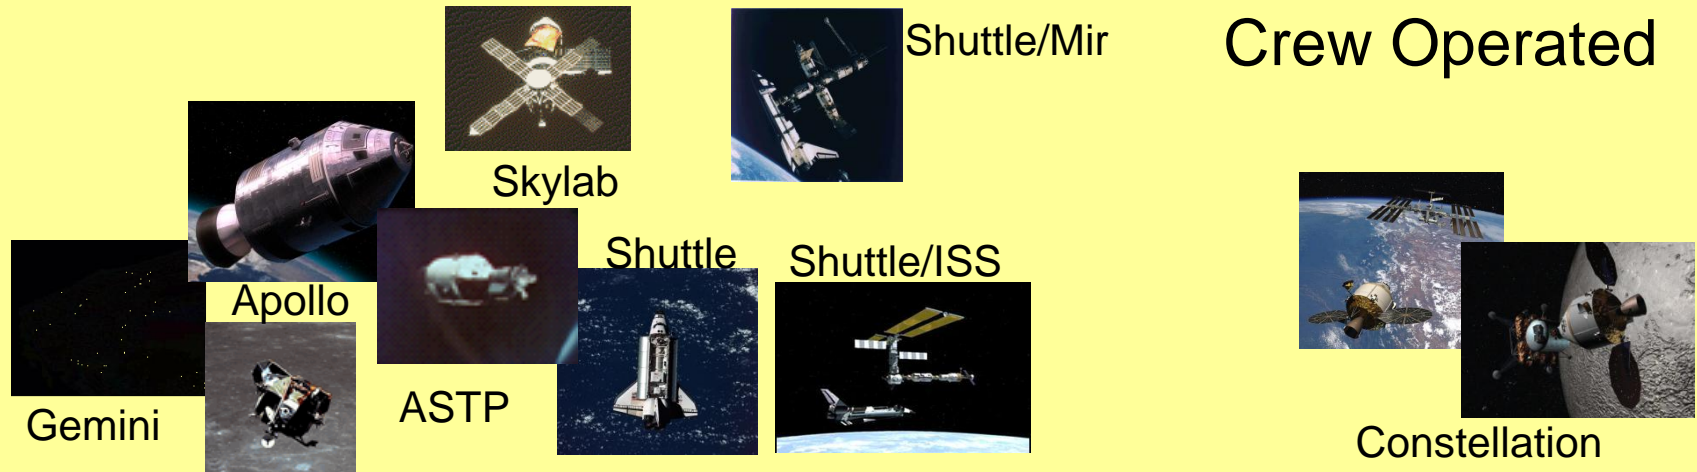 Shuttle/Mir
Crew Operated
Skylab
Shuttle
Shuttle/ISS
Apollo
ASTP
Gemini
Constellation